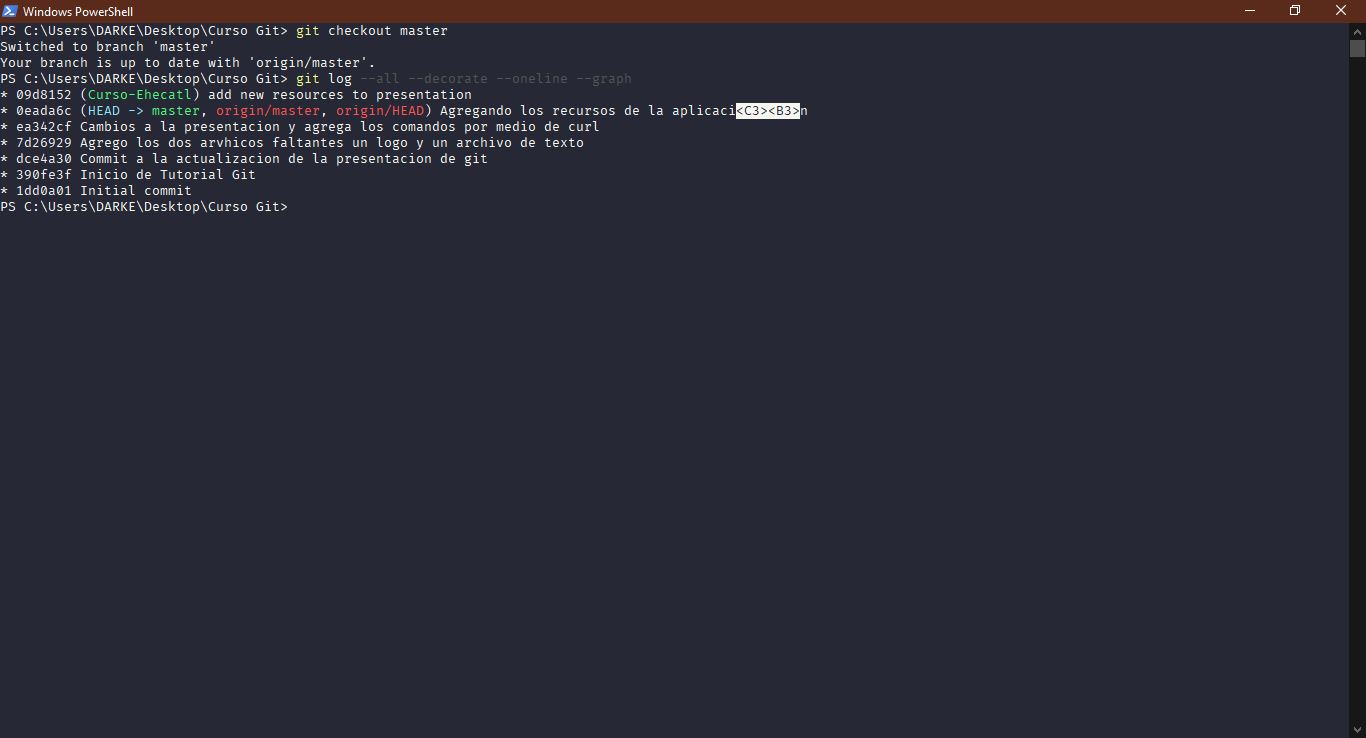 Windows PowerShell
PS C:\Users\DARKE\Desktop\Curso Git> git checkout master
Switched to branch 'master'
Your branch is up to date with 'origin/master'.
PS C:\Users\DARKE\Desktop\Curso Git> git log --all --decorate --oneline --graph
* 09d8152 (Curso-Ehecatl) add new resources to presentation
* 0eada6c (HEAD -> master, origin/master, origin/HEAD) Agregando los recursos de la aplicaci<C3><B3>n
* ea342cf Cambios a la presentacion y agrega los comandos por medio de curl
* 7d26929 Agrego los dos arvhicos faltantes un logo y un archivo de texto
* dce4a30 Commit a la actualizacion de la presentacion de git
* 390fe3f Inicio de Tutorial Git
* 1dd0a01 Initial commit
PS C:\Users\DARKE\Desktop\Curso Git>